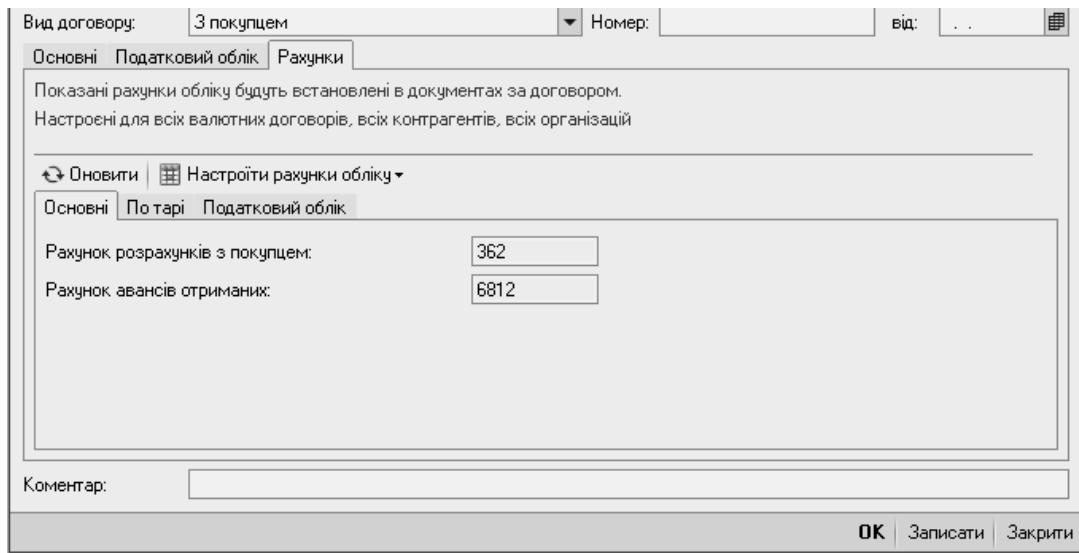 Вид договору: З покупцем Номер: від: . .
Основні Податковий облік Рахунки
Показані рахунки обліку будуть встановлені в документах за договором.
Настроєні для всіх валютних договорів, всіх контрагентів, всіх організацій
Оновити Настроїти рахунки обліку
Основні По тарі Податковий облік
Рахунок розрахунків з покупцем: 362
Рахунок авансів отриманих: 6812
Коментар:
OK Записати Закрити